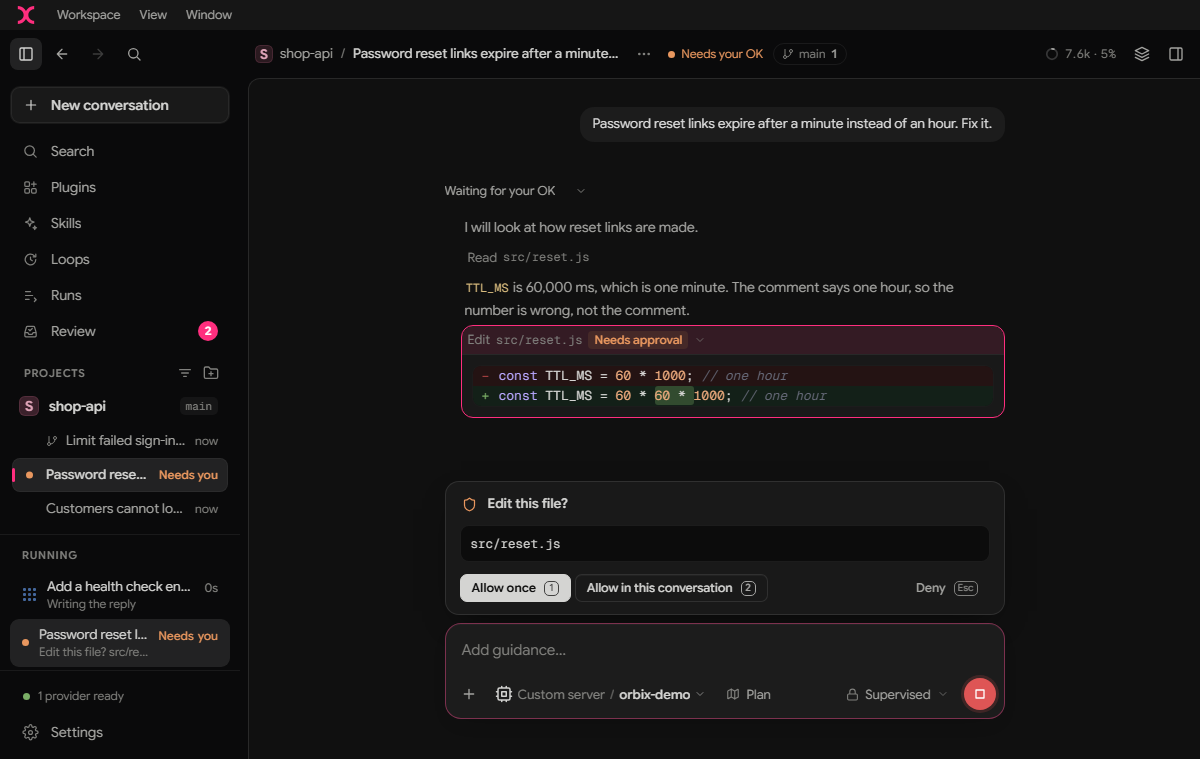 Workspace View Window
S shop-api / Password reset links expire after a minute... ··· Needs your OK main 1 7.6k · 5%
New conversation
Search
Plugins
Skills
Loops
Runs
Review 2
PROJECTS
S shop-api main
Limit failed sign-in... now
Password rese... Needs you
Customers cannot lo... now
RUNNING
Add a health check en... 0s
Writing the reply
Password reset l... Needs you
Edit this file? src/re...
1 provider ready
Settings
Password reset links expire after a minute instead of an hour. Fix it.
Waiting for your OK
I will look at how reset links are made.
Read src/reset.js
TTL_MS is 60,000 ms, which is one minute. The comment says one hour, so the
number is wrong, not the comment.
Edit src/reset.js Needs approval
- const TTL_MS = 60 * 1000; // one hour
+ const TTL_MS = 60 * 60 * 1000; // one hour
Edit this file?
src/reset.js
Allow once 1 Allow in this conversation 2 Deny Esc
Add guidance...
Custom server / orbix-demo Plan Supervised